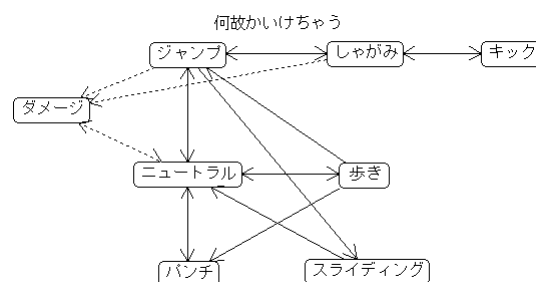 何故かいけちゃう
ジャンプ
しゃがみ
キック
ダメージ
ニュートラル
歩き
パンチ
スライディング